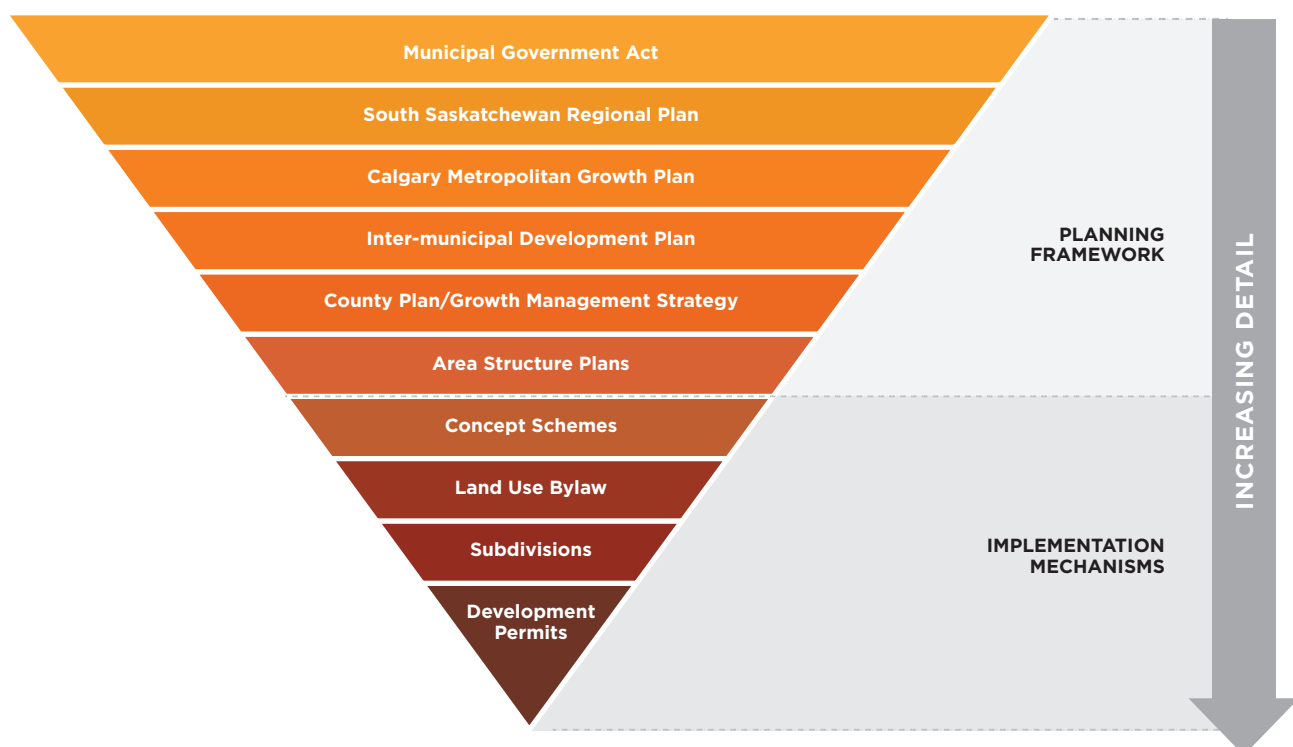 Municipal Government Act
South Saskatchewan Regional Plan
Calgary Metropolitan Growth Plan
Inter-municipal Development Plan
County Plan/Growth Management Strategy
Area Structure Plans
Concept Schemes
Land Use Bylaw
Subdivisions
Development
Permits
PLANNING
FRAMEWORK
IMPLEMENTATION
MECHANISMS
INCREASING DETAIL